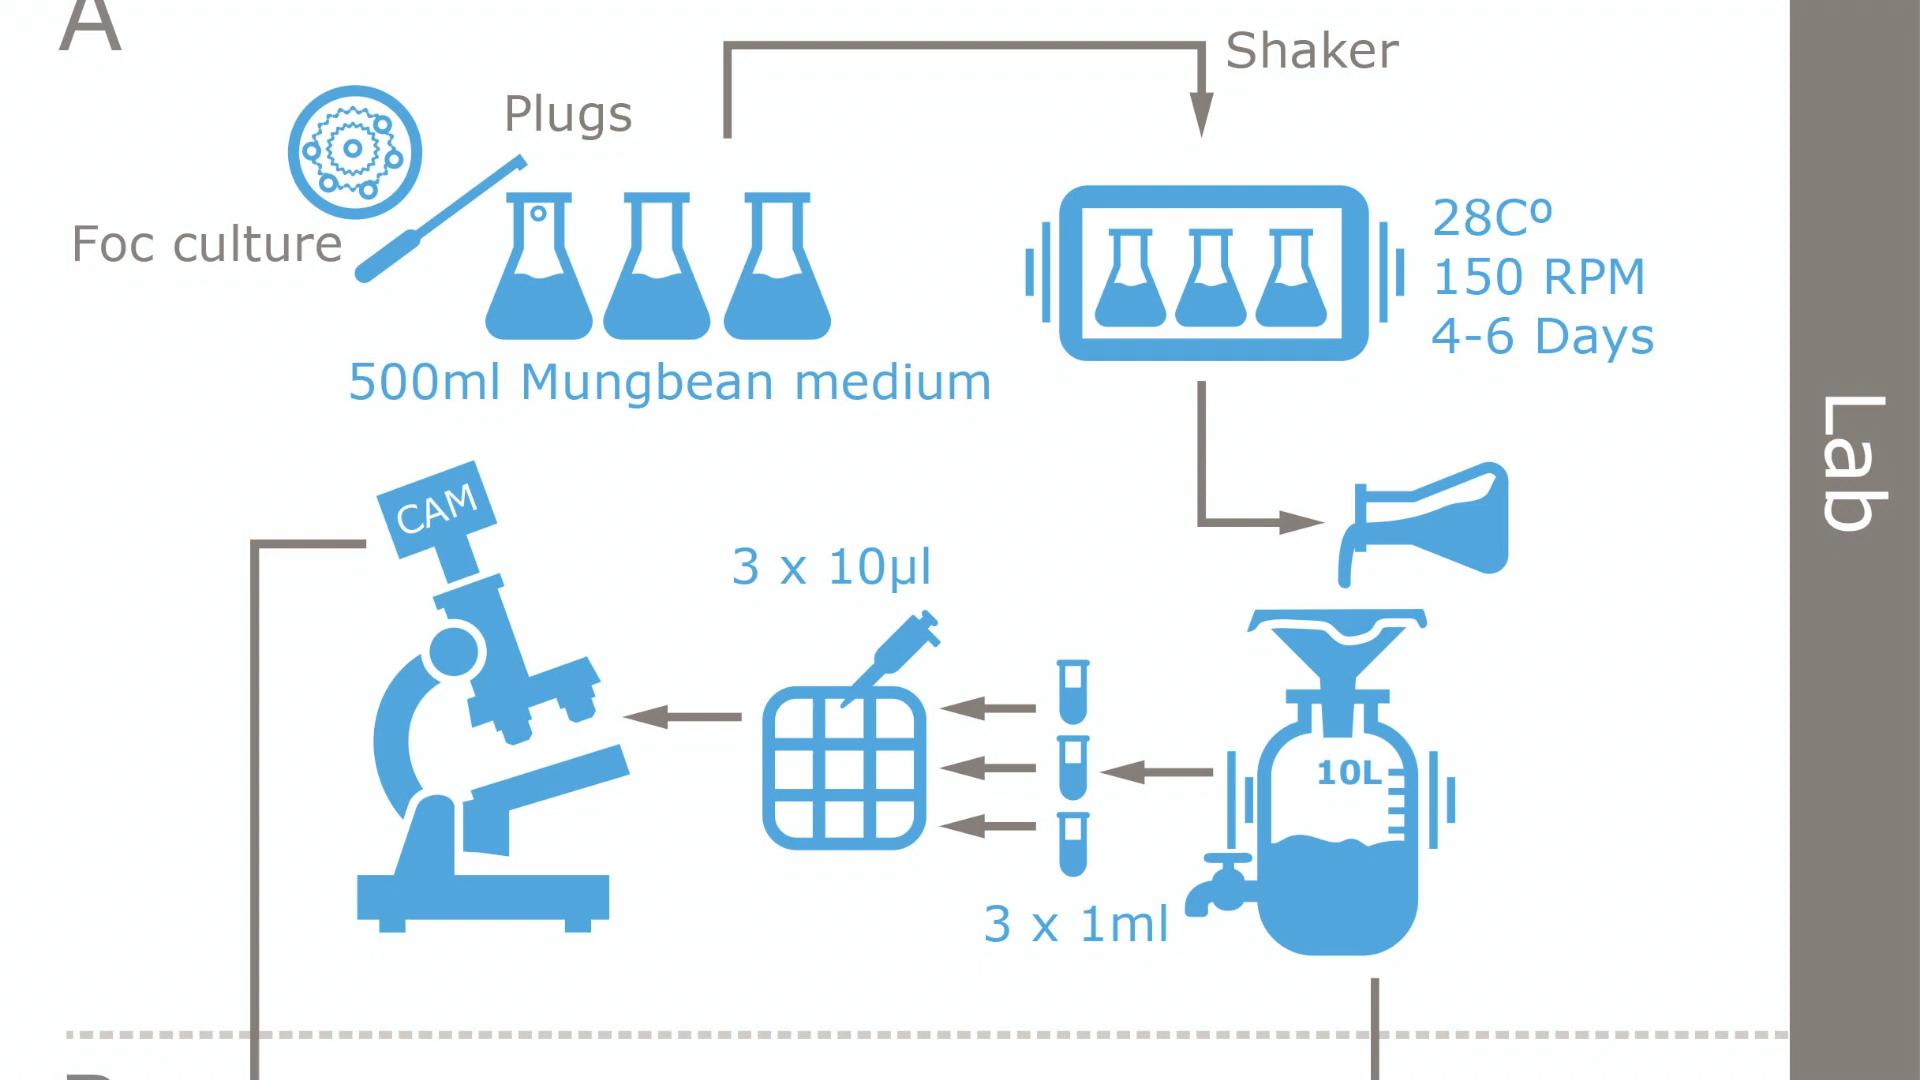 A
Shaker
Plugs
Foc culture
28Cº
150 RPM
4-6 Days
500ml Mungbean medium
Lab
CAM
3 x 10µl
10L
3 x 1ml